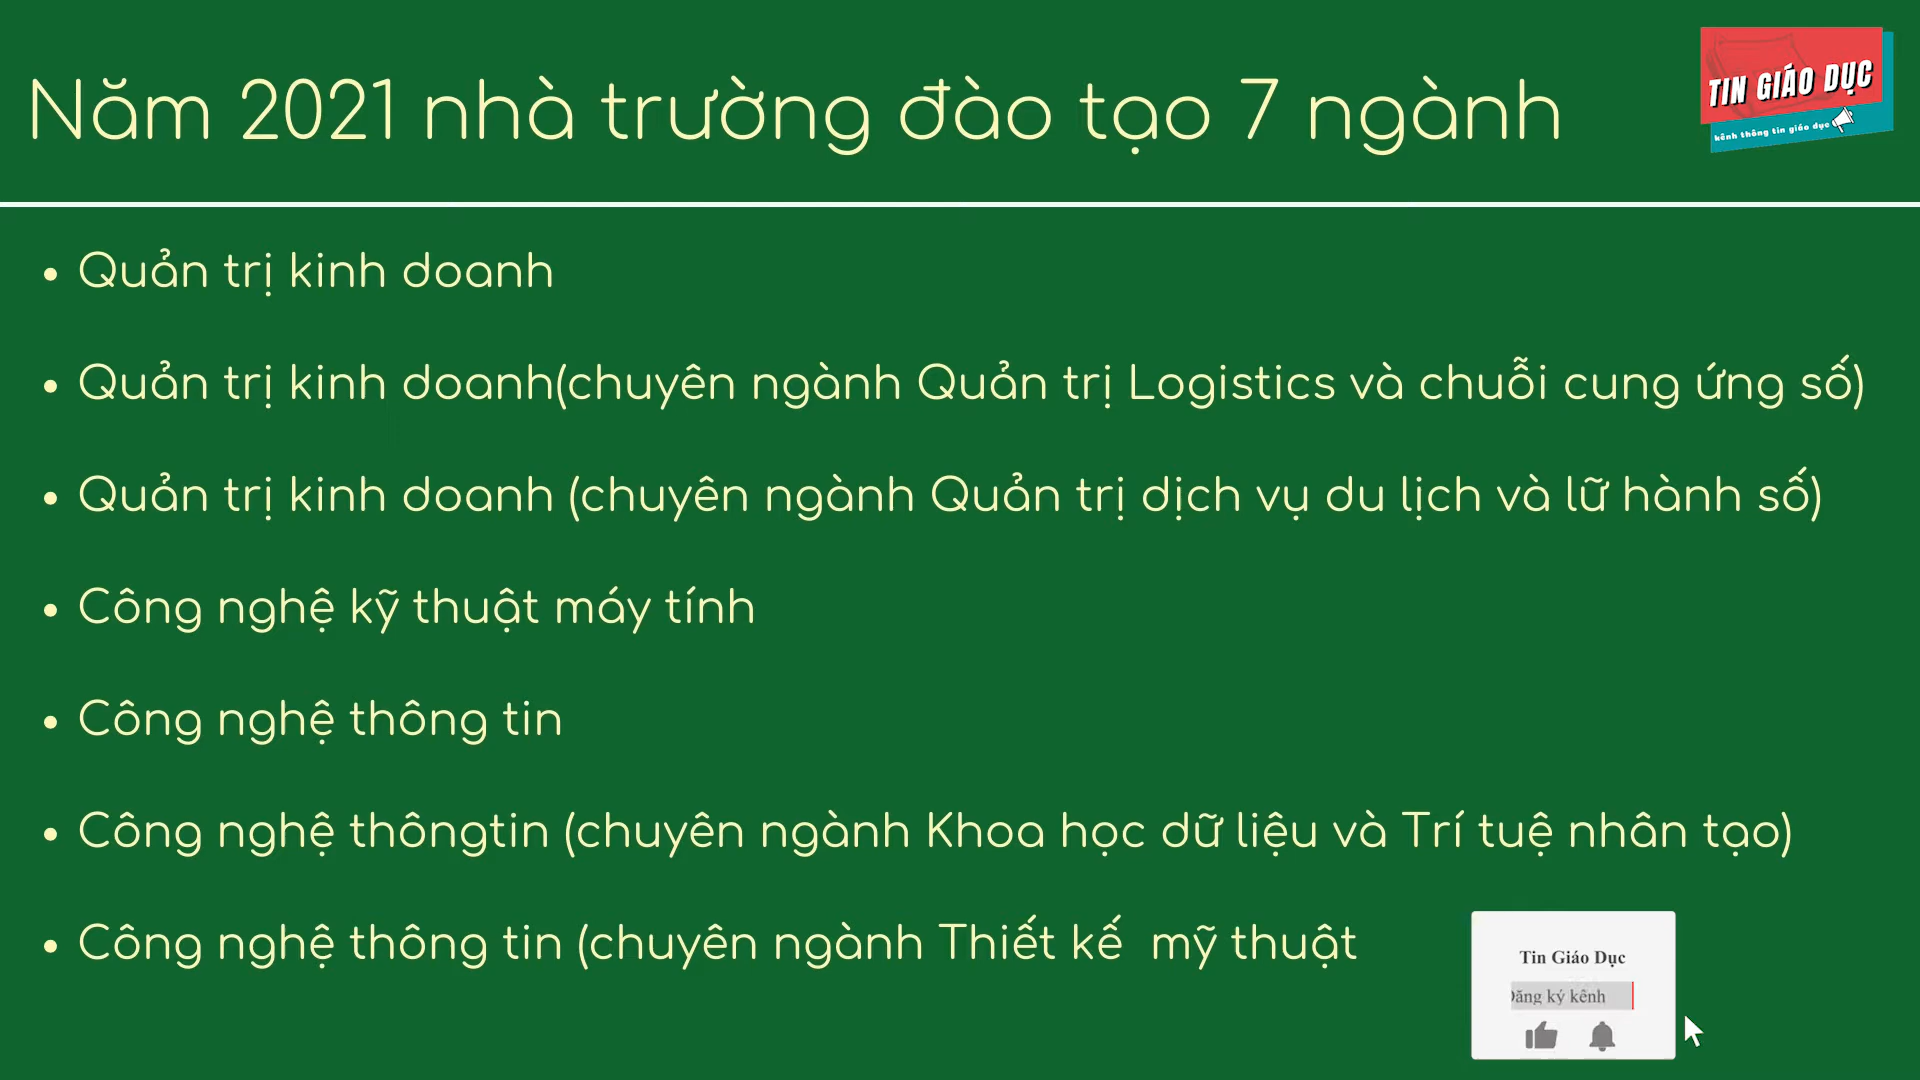 Năm 2021 nhà trường đào tạo 7 ngành
TIN GIÁO DỤC
kênh thông tin giáo dục
• Quản trị kinh doanh
• Quản trị kinh doanh(chuyên ngành Quản trị Logistics và chuỗi cung ứng số)
• Quản trị kinh doanh (chuyên ngành Quản trị dịch vụ du lịch và lữ hành số)
• Công nghệ kỹ thuật máy tính
• Công nghệ thông tin
• Công nghệ thôngtin (chuyên ngành Khoa học dữ liệu và Trí tuệ nhân tạo)
• Công nghệ thông tin (chuyên ngành Thiết kế  mỹ thuật
Tin Giáo Dục
Đăng ký kênh